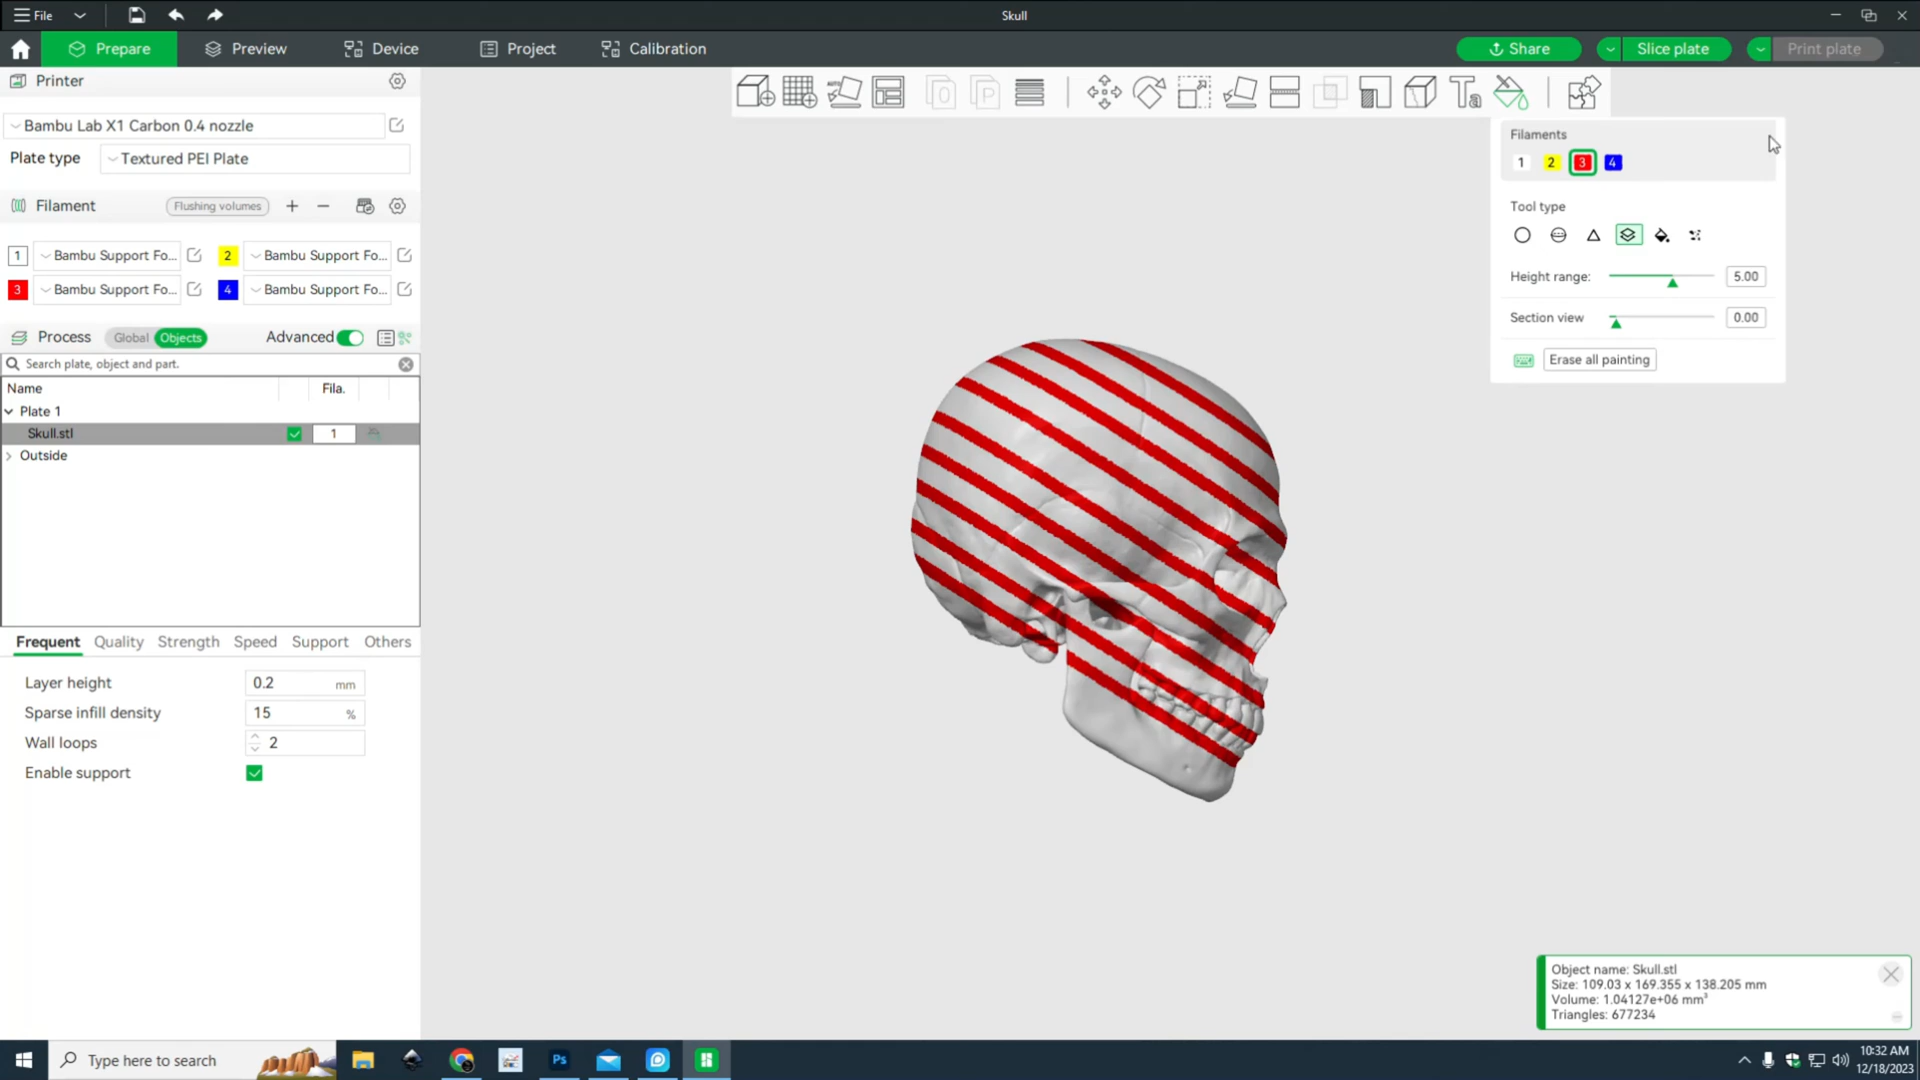 File
Skull
Prepare
Preview
Device
Project
Calibration
Share
Slice plate
Print plate
Printer
Bambu Lab X1 Carbon 0.4 nozzle
Plate type
Textured PEI Plate
Filament
Flushing volumes
1 Bambu Support Fo...
2 Bambu Support Fo...
3 Bambu Support Fo...
4 Bambu Support Fo...
Process
Global
Objects
Advanced
Search plate, object and part.
Name
Fila.
Plate 1
Skull.stl
1
Outside
Frequent
Quality
Strength
Speed
Support
Others
Layer height
0.2
mm
Sparse infill density
15
%
Wall loops
2
Enable support
Filaments
1
2
3
4
Tool type
Height range:
5.00
Section view
0.00
Erase all painting
Object name: Skull.stl
Size: 109.03 x 169.355 x 138.205 mm
Volume: 1.04127e+06 mm³
Triangles: 677234
Type here to search
Ps
10:32 AM
12/18/2023